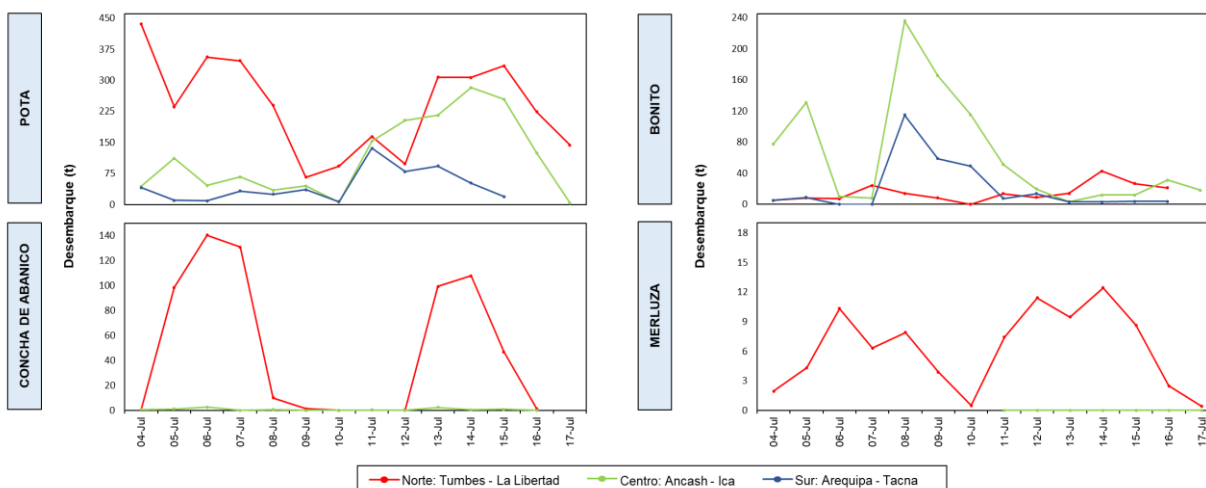 POTA
Desembarque (t)
450
375
300
225
150
75
0
BONITO
Desembarque (t)
240
200
160
120
80
40
0
CONCHA DE ABANICO
140
120
100
80
60
40
20
0
04-Jul
05-Jul
06-Jul
07-Jul
08-Jul
09-Jul
10-Jul
11-Jul
12-Jul
13-Jul
14-Jul
15-Jul
16-Jul
17-Jul
MERLUZA
18
15
12
9
6
3
0
04-Jul
05-Jul
06-Jul
07-Jul
08-Jul
09-Jul
10-Jul
11-Jul
12-Jul
13-Jul
14-Jul
15-Jul
16-Jul
17-Jul
Norte: Tumbes - La Libertad Centro: Ancash - Ica Sur: Arequipa - Tacna